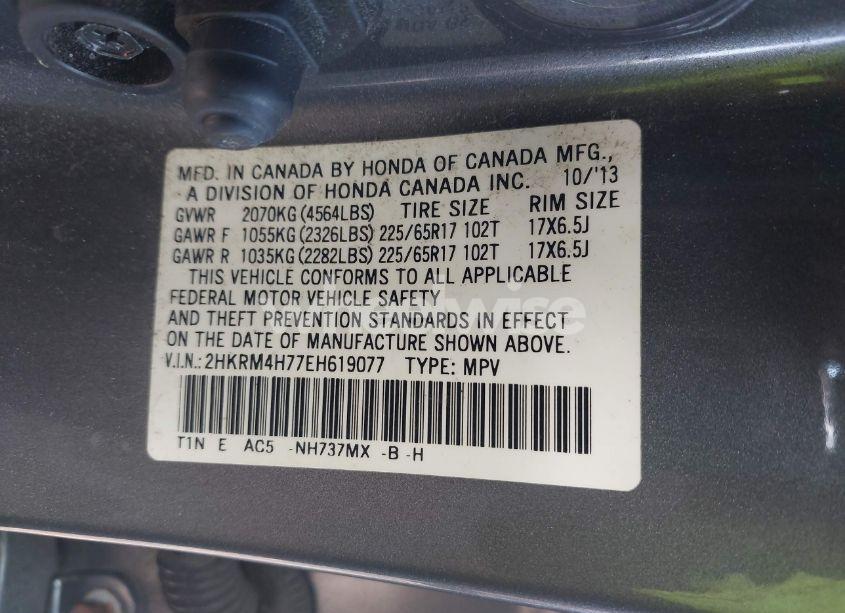 MFD. IN CANADA BY HONDA OF CANADA MFG.,
A DIVISION OF HONDA CANADA INC. 10/'13
GVWR 2070KG (4564LBS) TIRE SIZE RIM SIZE
GAWR F 1055KG (2326LBS) 225/65R17 102T 17X6.5J
GAWR R 1035KG (2282LBS) 225/65R17 102T 17X6.5J
THIS VEHICLE CONFORMS TO ALL APPLICABLE
FEDERAL MOTOR VEHICLE SAFETY
AND THEFT PREVENTION STANDARDS IN EFFECT
ON THE DATE OF MANUFACTURE SHOWN ABOVE.
V.I.N.: 2HKRM4H77EH619077 TYPE: MPV
T1N E AC5 -NH737MX -B -H